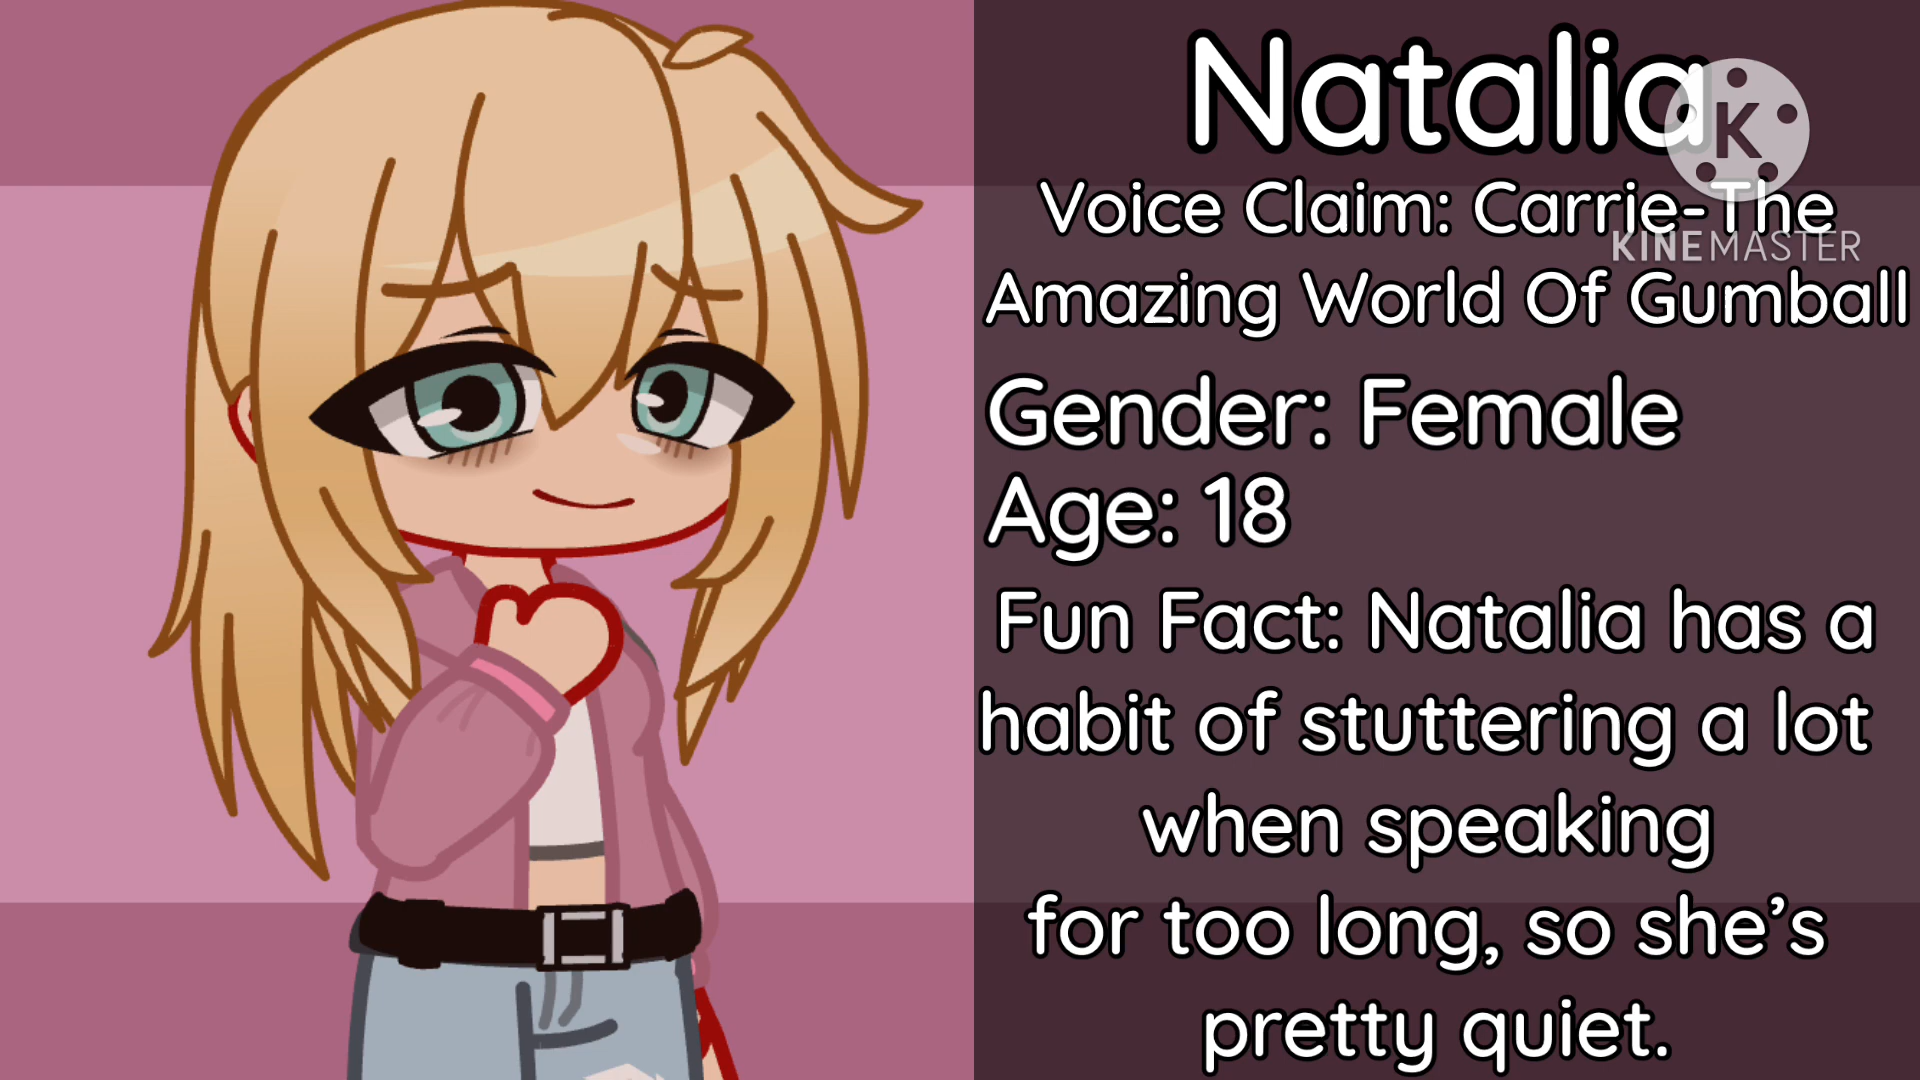 Natalia
K
Voice Claim: Carrie-The
KINEMASTER
Amazing World Of Gumball
Gender: Female
Age: 18
Fun Fact: Natalia has a
habit of stuttering a lot
when speaking
for too long, so she’s
pretty quiet.